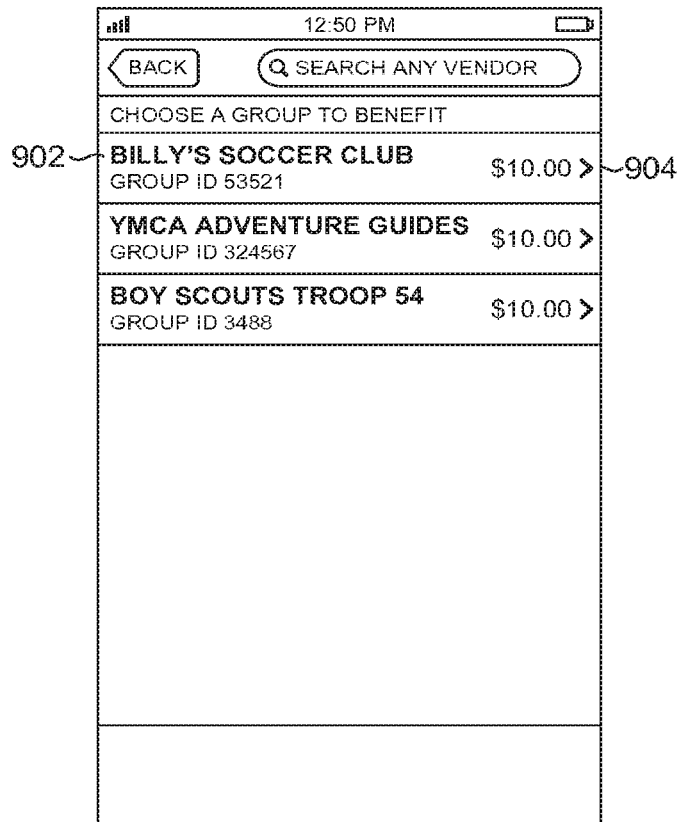 12:50 PM
BACK
SEARCH ANY VENDOR
CHOOSE A GROUP TO BENEFIT
902
BILLY'S SOCCER CLUB
GROUP ID 53521
$10.00 >
904
YMCA ADVENTURE GUIDES
GROUP ID 324567
$10.00 >
BOY SCOUTS TROOP 54
GROUP ID 3488
$10.00 >